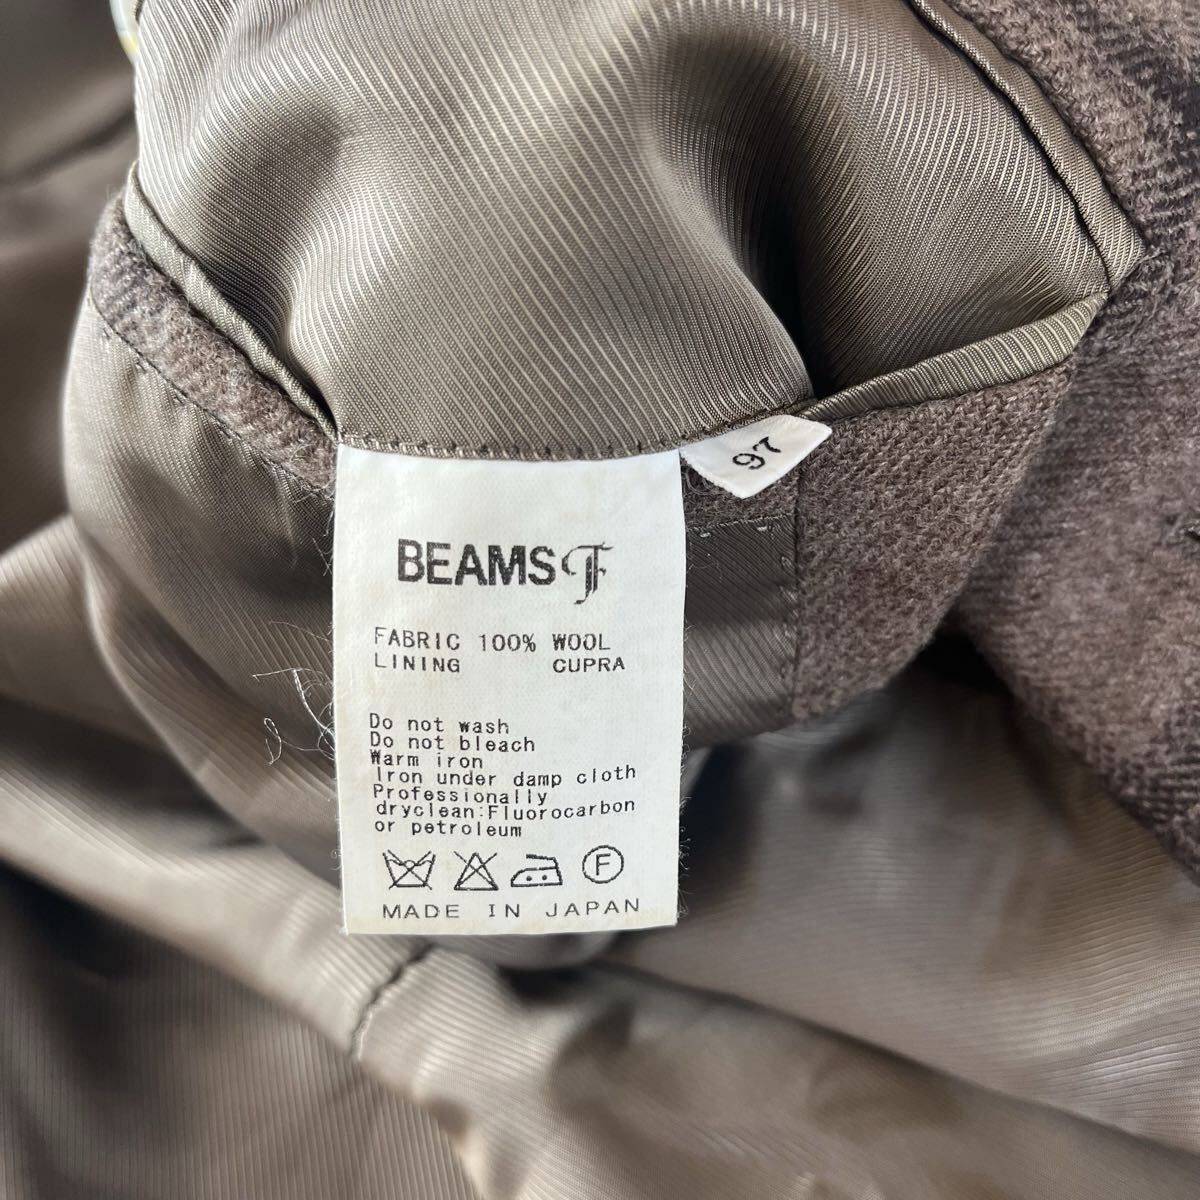 97
BEAMS F
FABRIC 100% WOOL
LINING CUPRA
Do not wash
Do not bleach
Warm iron
Iron under damp cloth
Professionally
dryclean:Fluorocarbon
or petroleum
F
MADE IN JAPAN